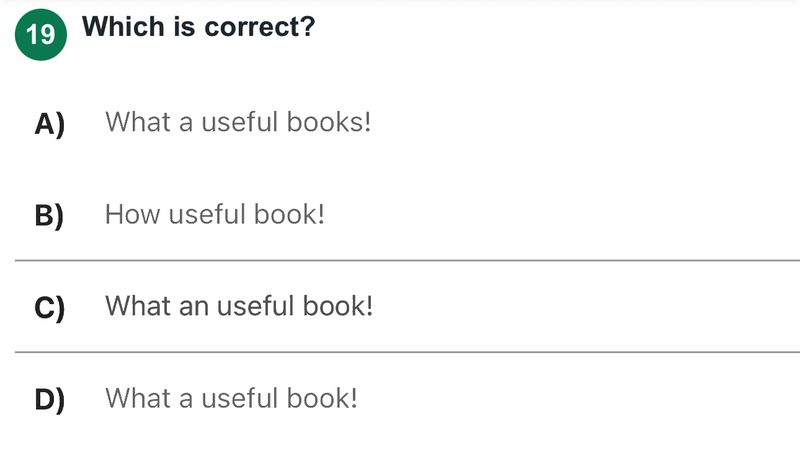 19 Which is correct?
A) What a useful books!
B) How useful book!
C) What an useful book!
D) What a useful book!